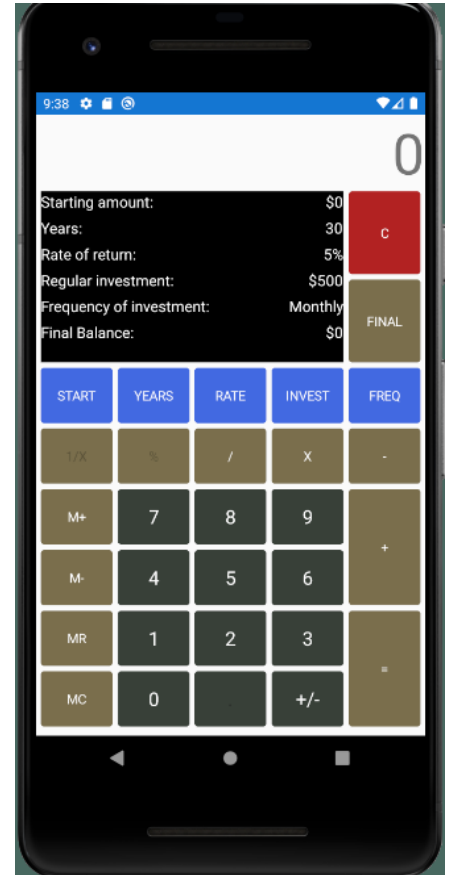 9:38
0
Starting amount: $0
Years: 30
Rate of return: 5%
Regular investment: $500
Frequency of investment: Monthly
Final Balance: $0
C
FINAL
START YEARS RATE INVEST FREQ
1/X % / X -
M+ 7 8 9
+
M- 4 5 6
MR 1 2 3
=
MC 0 . +/-